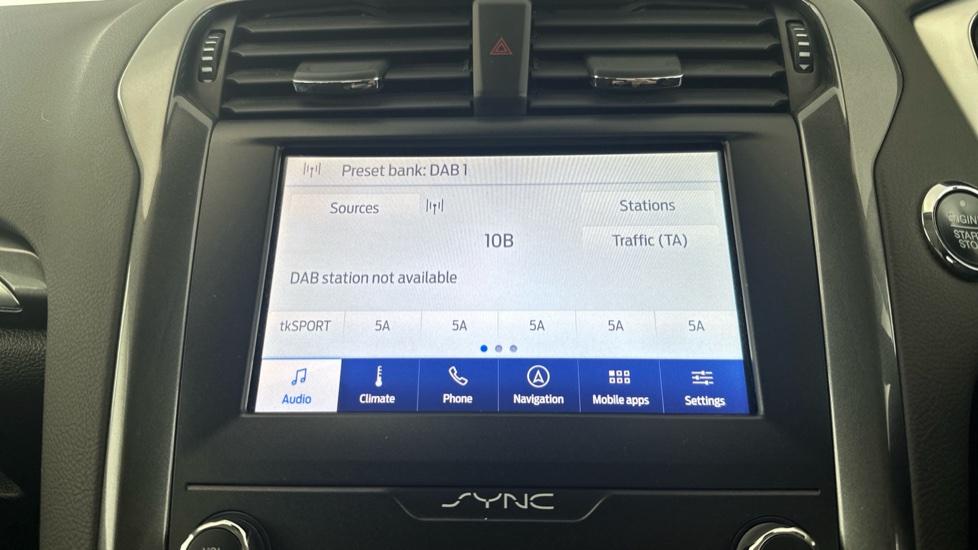 Preset bank: DAB 1
Sources
Stations
10B
Traffic (TA)
DAB station not available
tkSPORT 5A 5A 5A 5A 5A
Audio Climate Phone Navigation Mobile apps Settings
SYNC